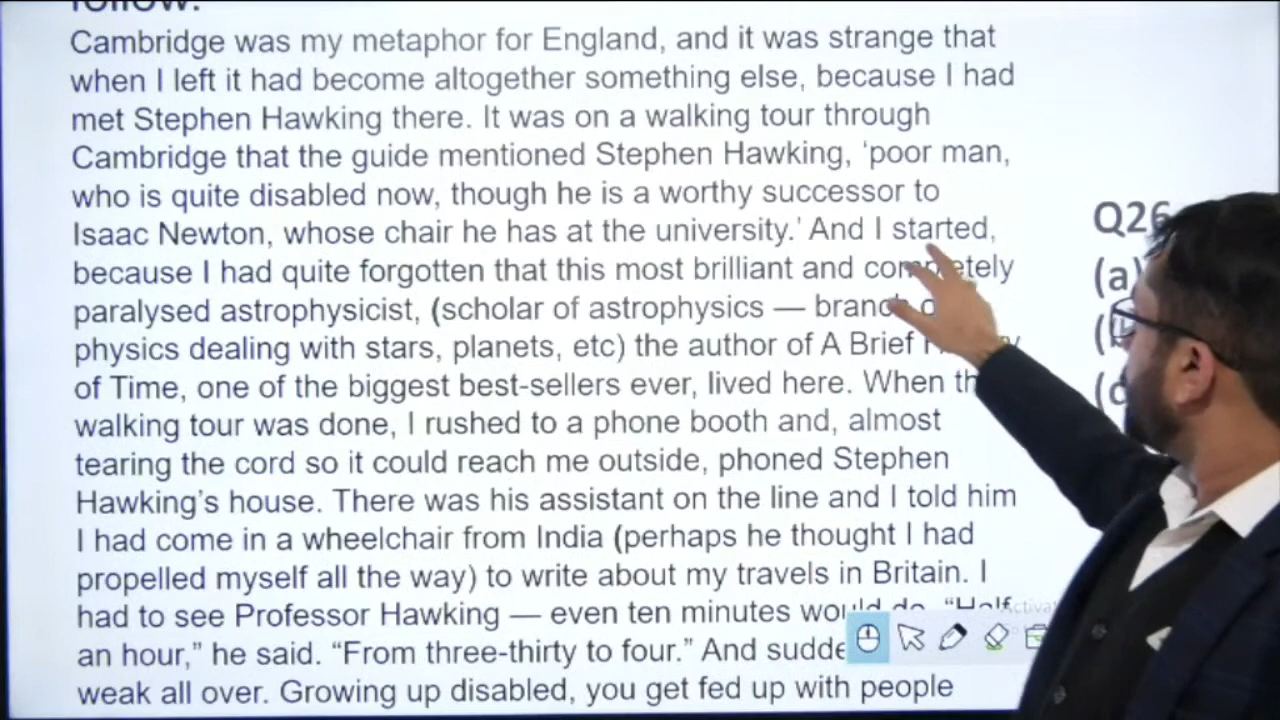 follow:
Cambridge was my metaphor for England, and it was strange that
when I left it had become altogether something else, because I had
met Stephen Hawking there. It was on a walking tour through
Cambridge that the guide mentioned Stephen Hawking, ‘poor man,
who is quite disabled now, though he is a worthy successor to
Isaac Newton, whose chair he has at the university.’ And I started,
because I had quite forgotten that this most brilliant and completely
paralysed astrophysicist, (scholar of astrophysics — branch
physics dealing with stars, planets, etc) the author of A Brief
of Time, one of the biggest best-sellers ever, lived here. When
walking tour was done, I rushed to a phone booth and, almost
tearing the cord so it could reach me outside, phoned Stephen
Hawking’s house. There was his assistant on the line and I told him
I had come in a wheelchair from India (perhaps he thought I had
propelled myself all the way) to write about my travels in Britain. I
had to see Professor Hawking — even ten minutes would do. “Half
an hour,” he said. “From three-thirty to four.” And
weak all over. Growing up disabled, you get fed up with people
Q26
(a)